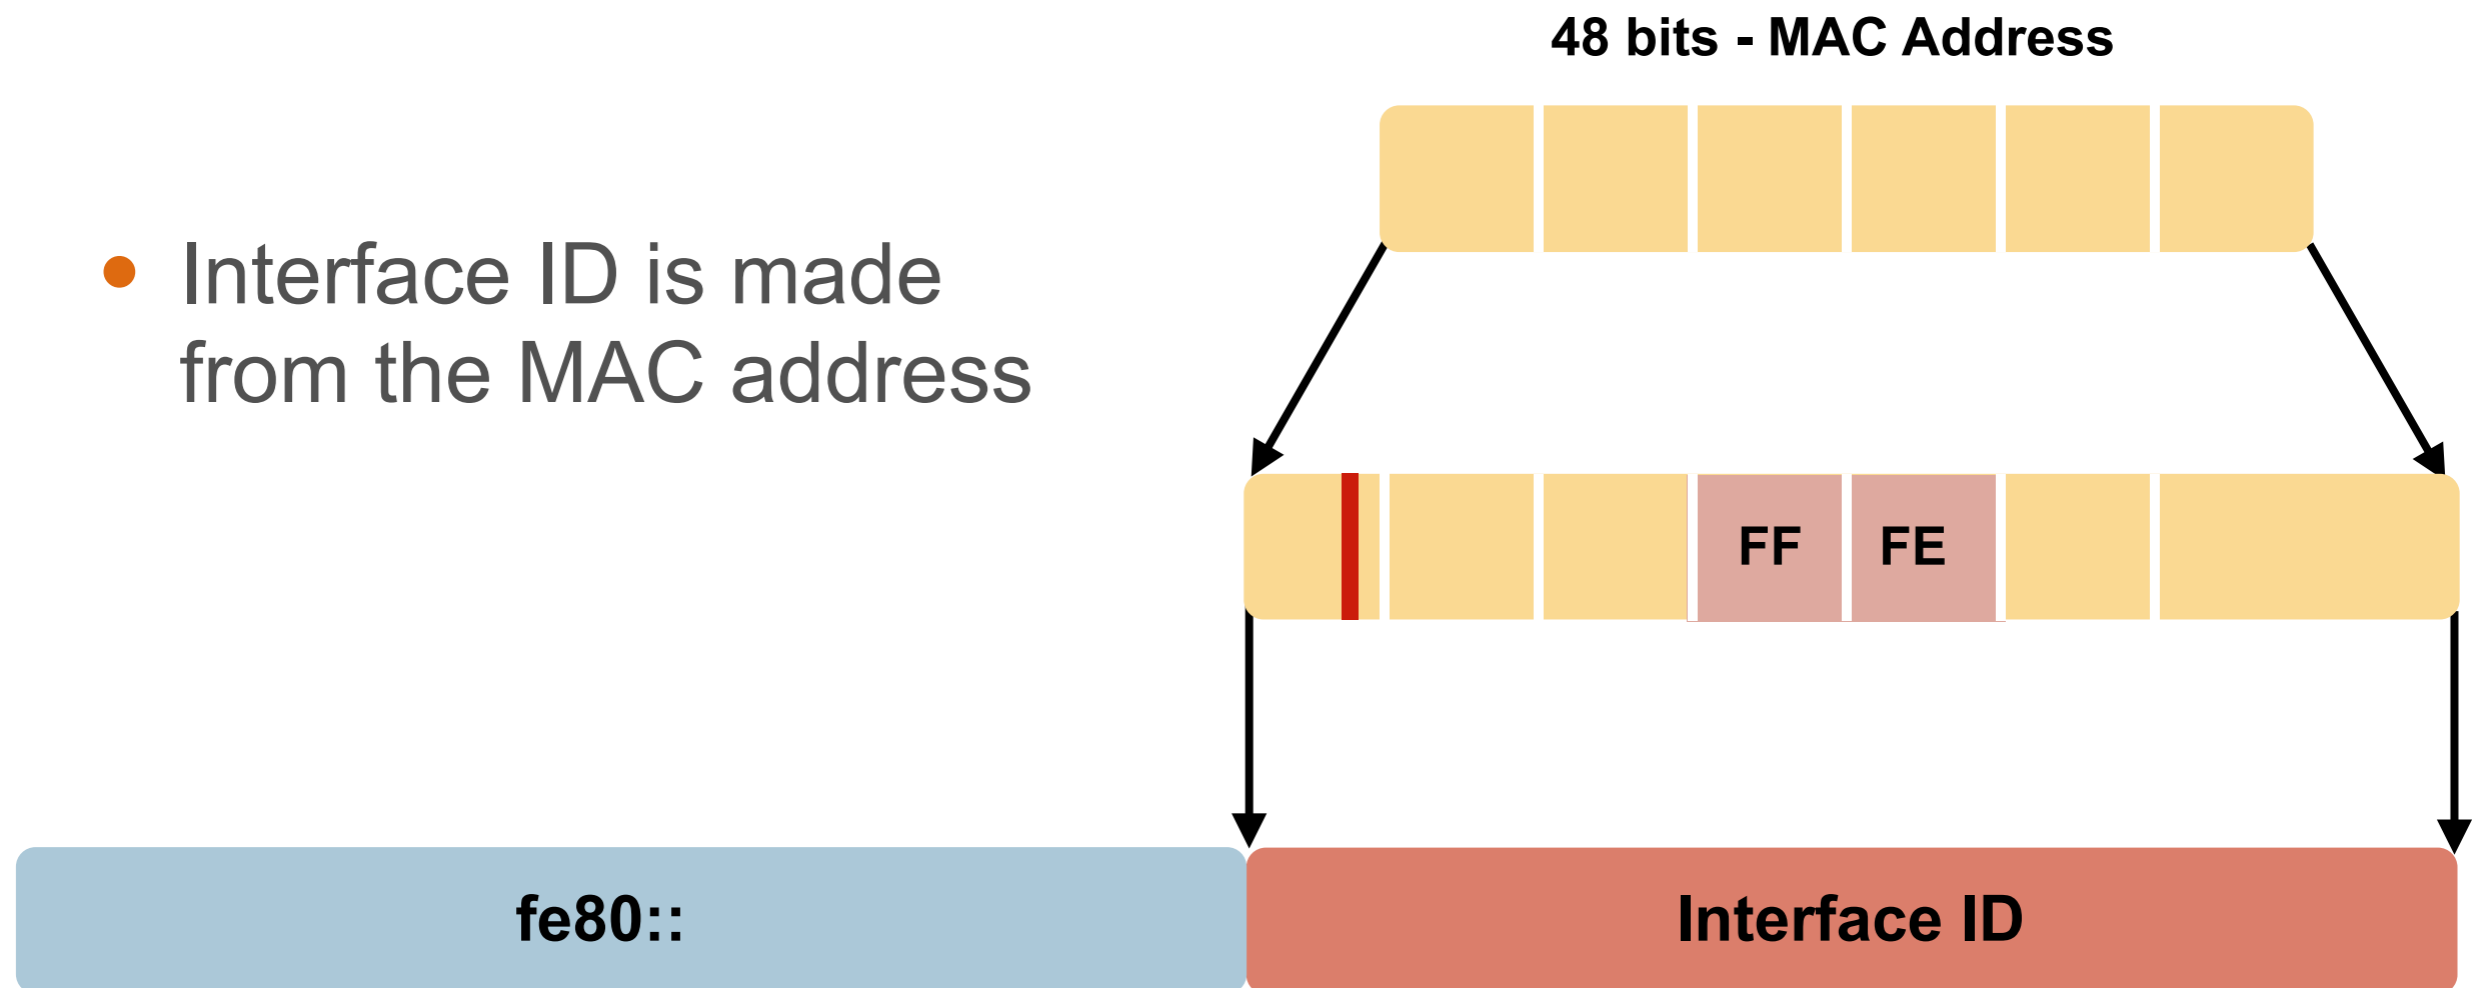 48 bits - MAC Address
• Interface ID is made
from the MAC address
FF FE
fe80:: Interface ID